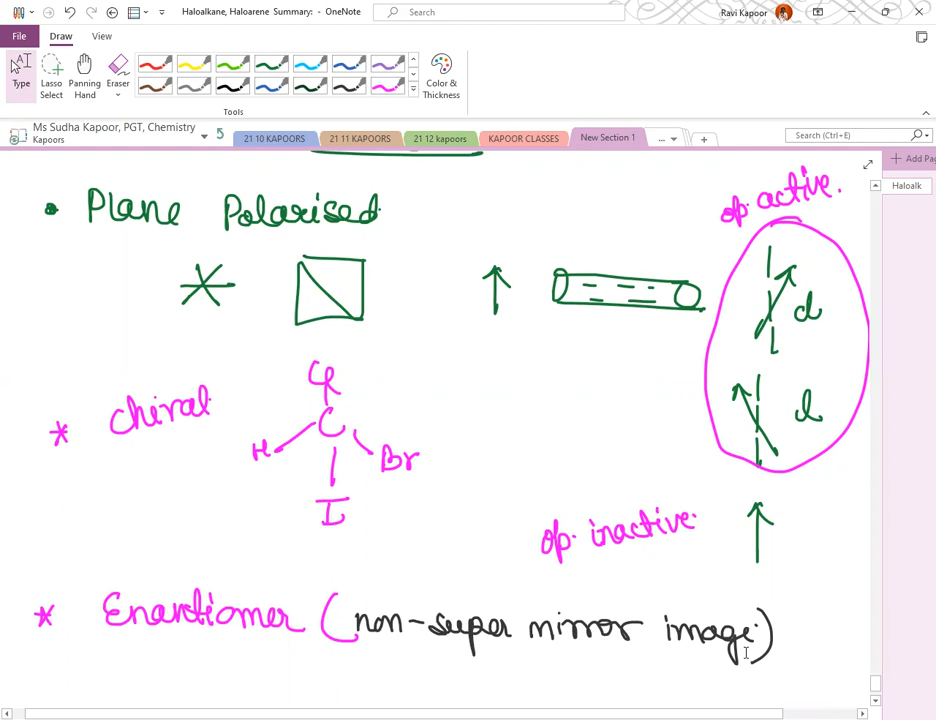 Haloalkane, Haloarene Summary: - OneNote
Search
Ravi Kapoor
File
Draw
View
Type
Lasso Select
Panning Hand
Eraser
Color & Thickness
Tools
Ms Sudha Kapoor, PGT, Chemistry
Kapoors
21 10 KAPOORS
21 11 KAPOORS
21 12 kapoors
KAPOOR CLASSES
New Section 1
...
Search (Ctrl+E)
Add Pag
Haloalk
• Plane Polarised
op. active.
d
* Chiral
Cl
C
H
Br
I
op. inactive.
* Enantiomer (non-super mirror image)